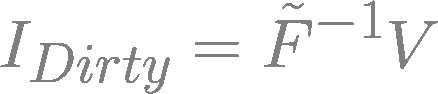 $I_{Dirty} = \tilde{F}^{-1} V$